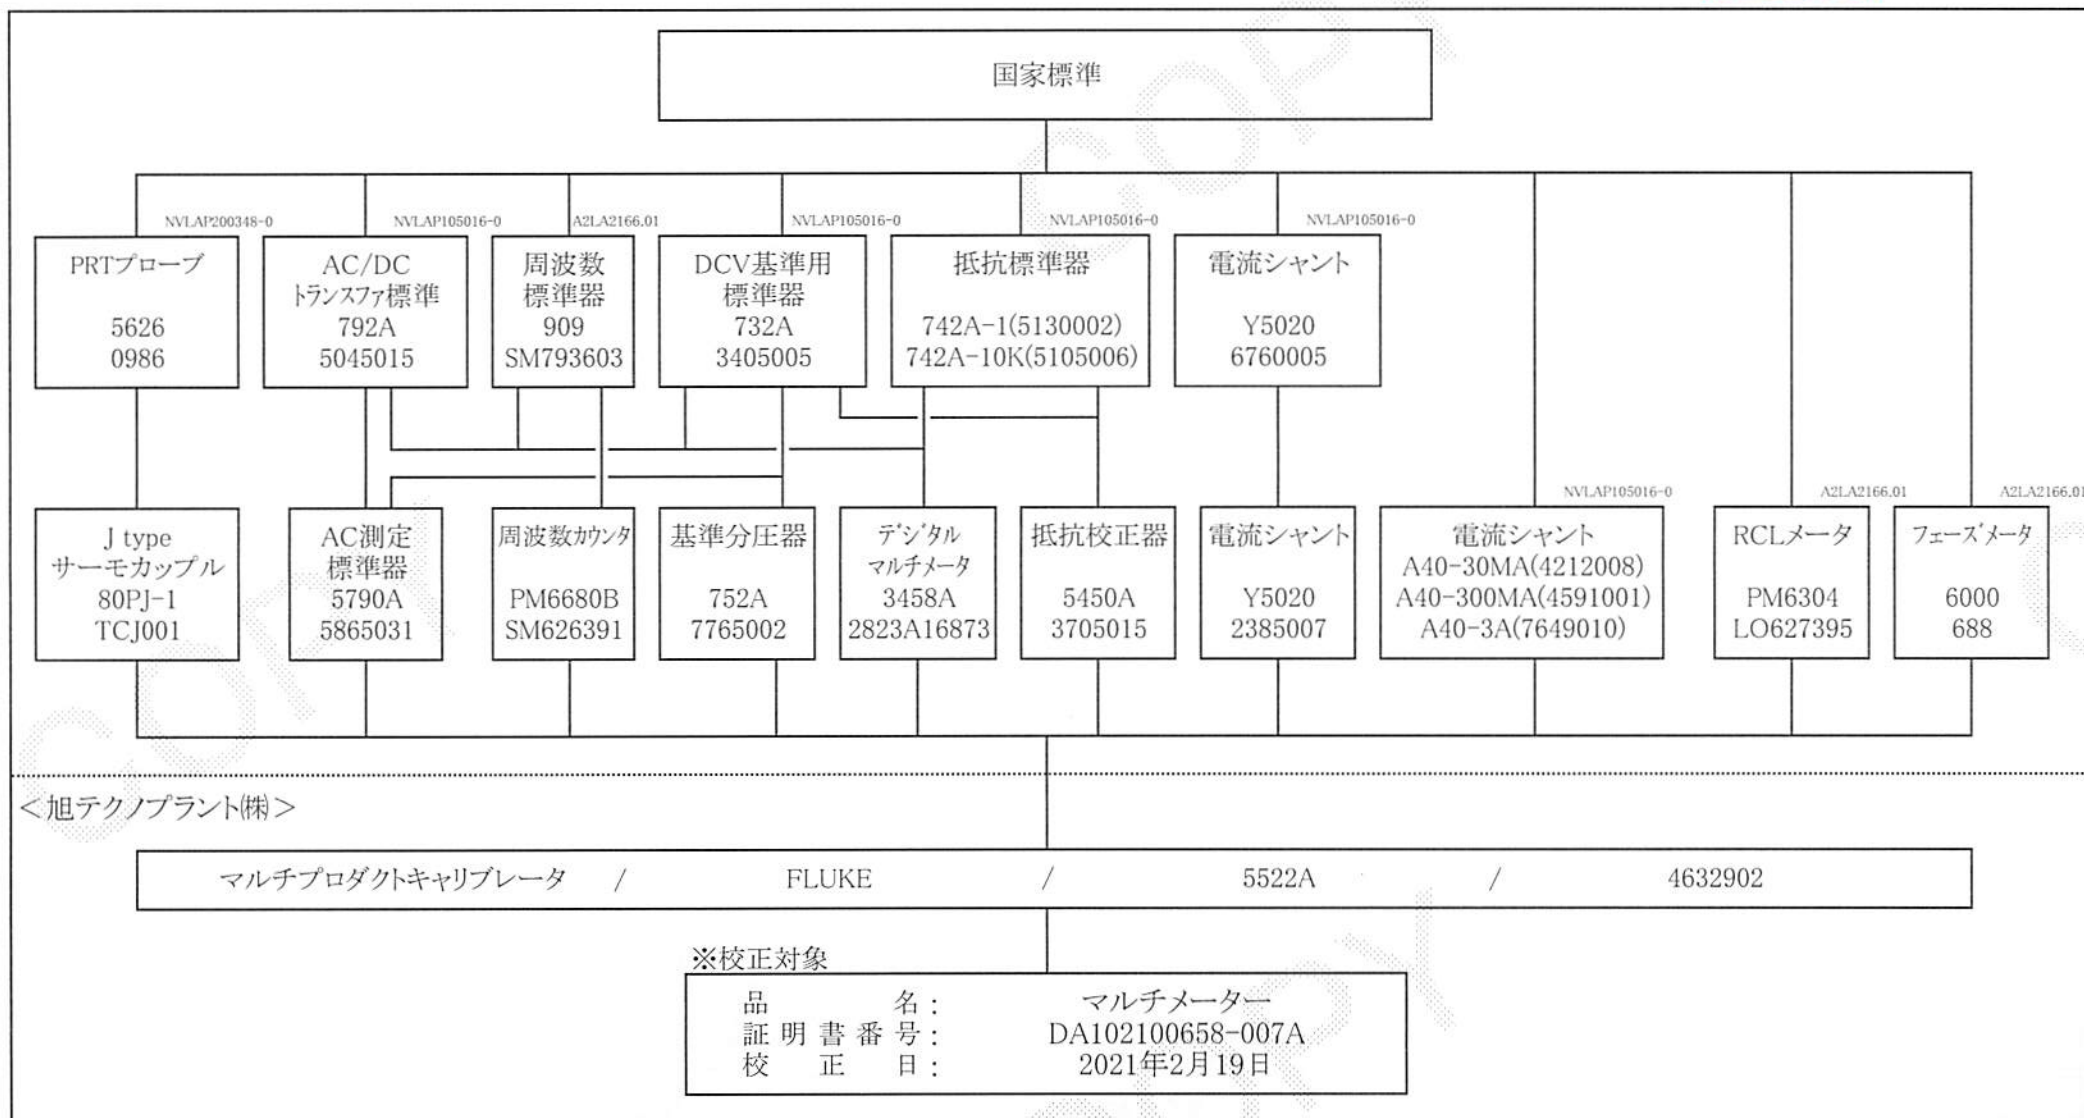 国家標準
NVLAP200348-0
NVLAP105016-0
A2LA2166.01
NVLAP105016-0
NVLAP105016-0
NVLAP105016-0
PRTプローブ
5626
0986
AC/DC
トランスファ標準
792A
5045015
周波数
標準器
909
SM793603
DCV基準用
標準器
732A
3405005
抵抗標準器
742A-1(5130002)
742A-10K(5105006)
電流シャント
Y5020
6760005
NVLAP105016-0
A2LA2166.01
A2LA2166.01
J type
サーモカップル
80PJ-1
TCJ001
AC測定
標準器
5790A
5865031
周波数カウンタ
PM6680B
SM626391
基準分圧器
752A
7765002
デジタル
マルチメータ
3458A
2823A16873
抵抗校正器
5450A
3705015
電流シャント
Y5020
2385007
電流シャント
A40-30MA(4212008)
A40-300MA(4591001)
A40-3A(7649010)
RCLメータ
PM6304
LO627395
フェーズメータ
6000
688
<旭テクノプラント㈱>
マルチプロダクトキャリブレータ / FLUKE / 5522A / 4632902
※校正対象
品名: マルチメーター
証明書番号: DA102100658-007A
校正日: 2021年2月19日
COPY
COPY
COPY